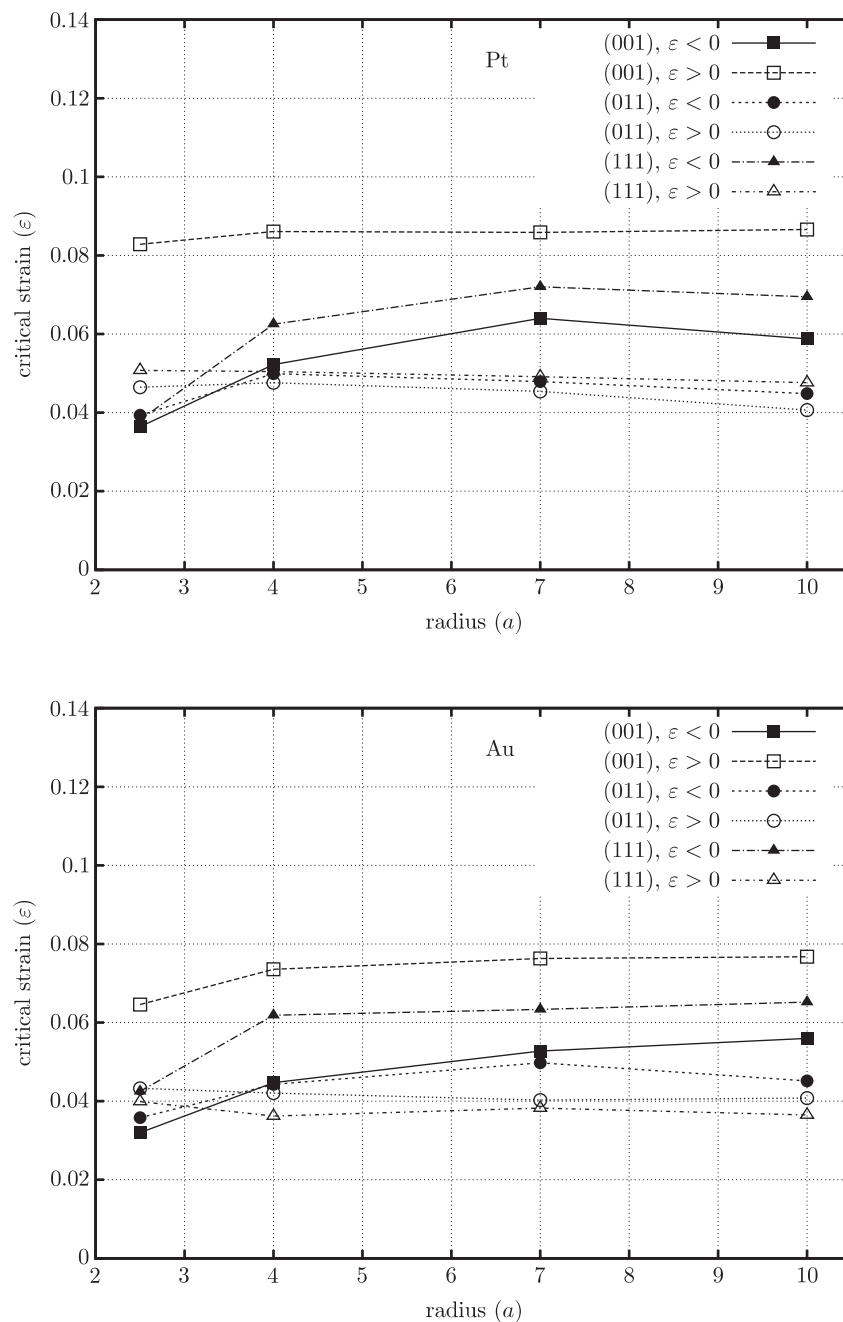 0.14
0.12
0.1
0.08
0.06
0.04
0.02
0
critical strain (ε)
Pt
(001), ε < 0
(001), ε > 0
(011), ε < 0
(011), ε > 0
(111), ε < 0
(111), ε > 0
2 3 4 5 6 7 8 9 10
radius (a)
0.14
0.12
0.1
0.08
0.06
0.04
0.02
0
critical strain (ε)
Au
(001), ε < 0
(001), ε > 0
(011), ε < 0
(011), ε > 0
(111), ε < 0
(111), ε > 0
2 3 4 5 6 7 8 9 10
radius (a)